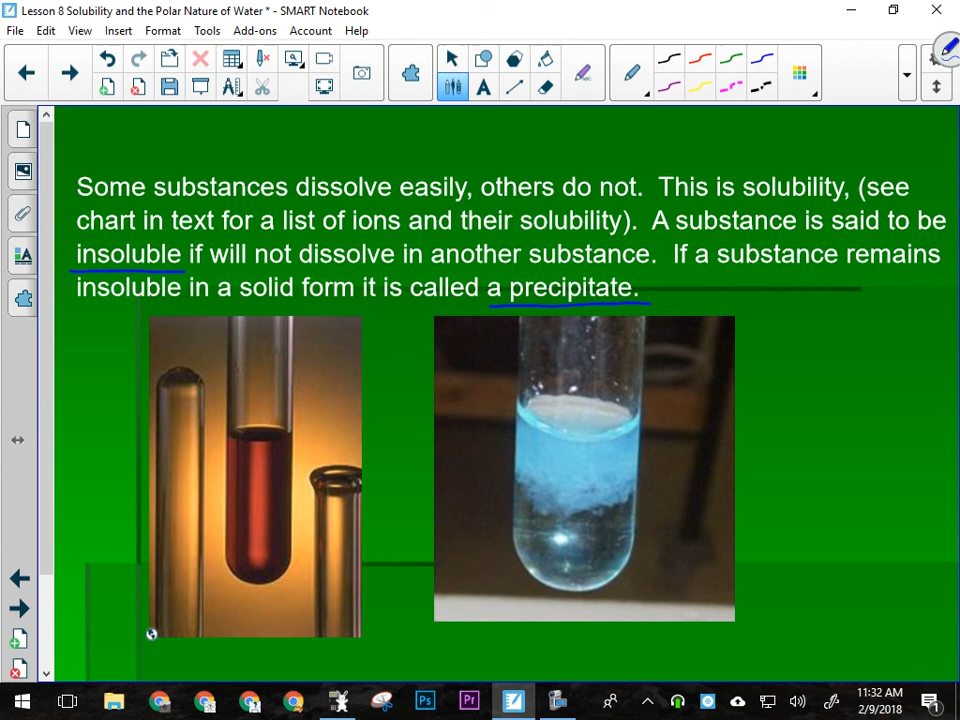 Lesson 8 Solubility and the Polar Nature of Water * - SMART Notebook
File Edit View Insert Format Tools Add-ons Account Help
Some substances dissolve easily, others do not. This is solubility, (see
chart in text for a list of ions and their solubility). A substance is said to be
insoluble if will not dissolve in another substance. If a substance remains
insoluble in a solid form it is called a precipitate.
Ps Pr
11:32 AM
2/9/2018
1